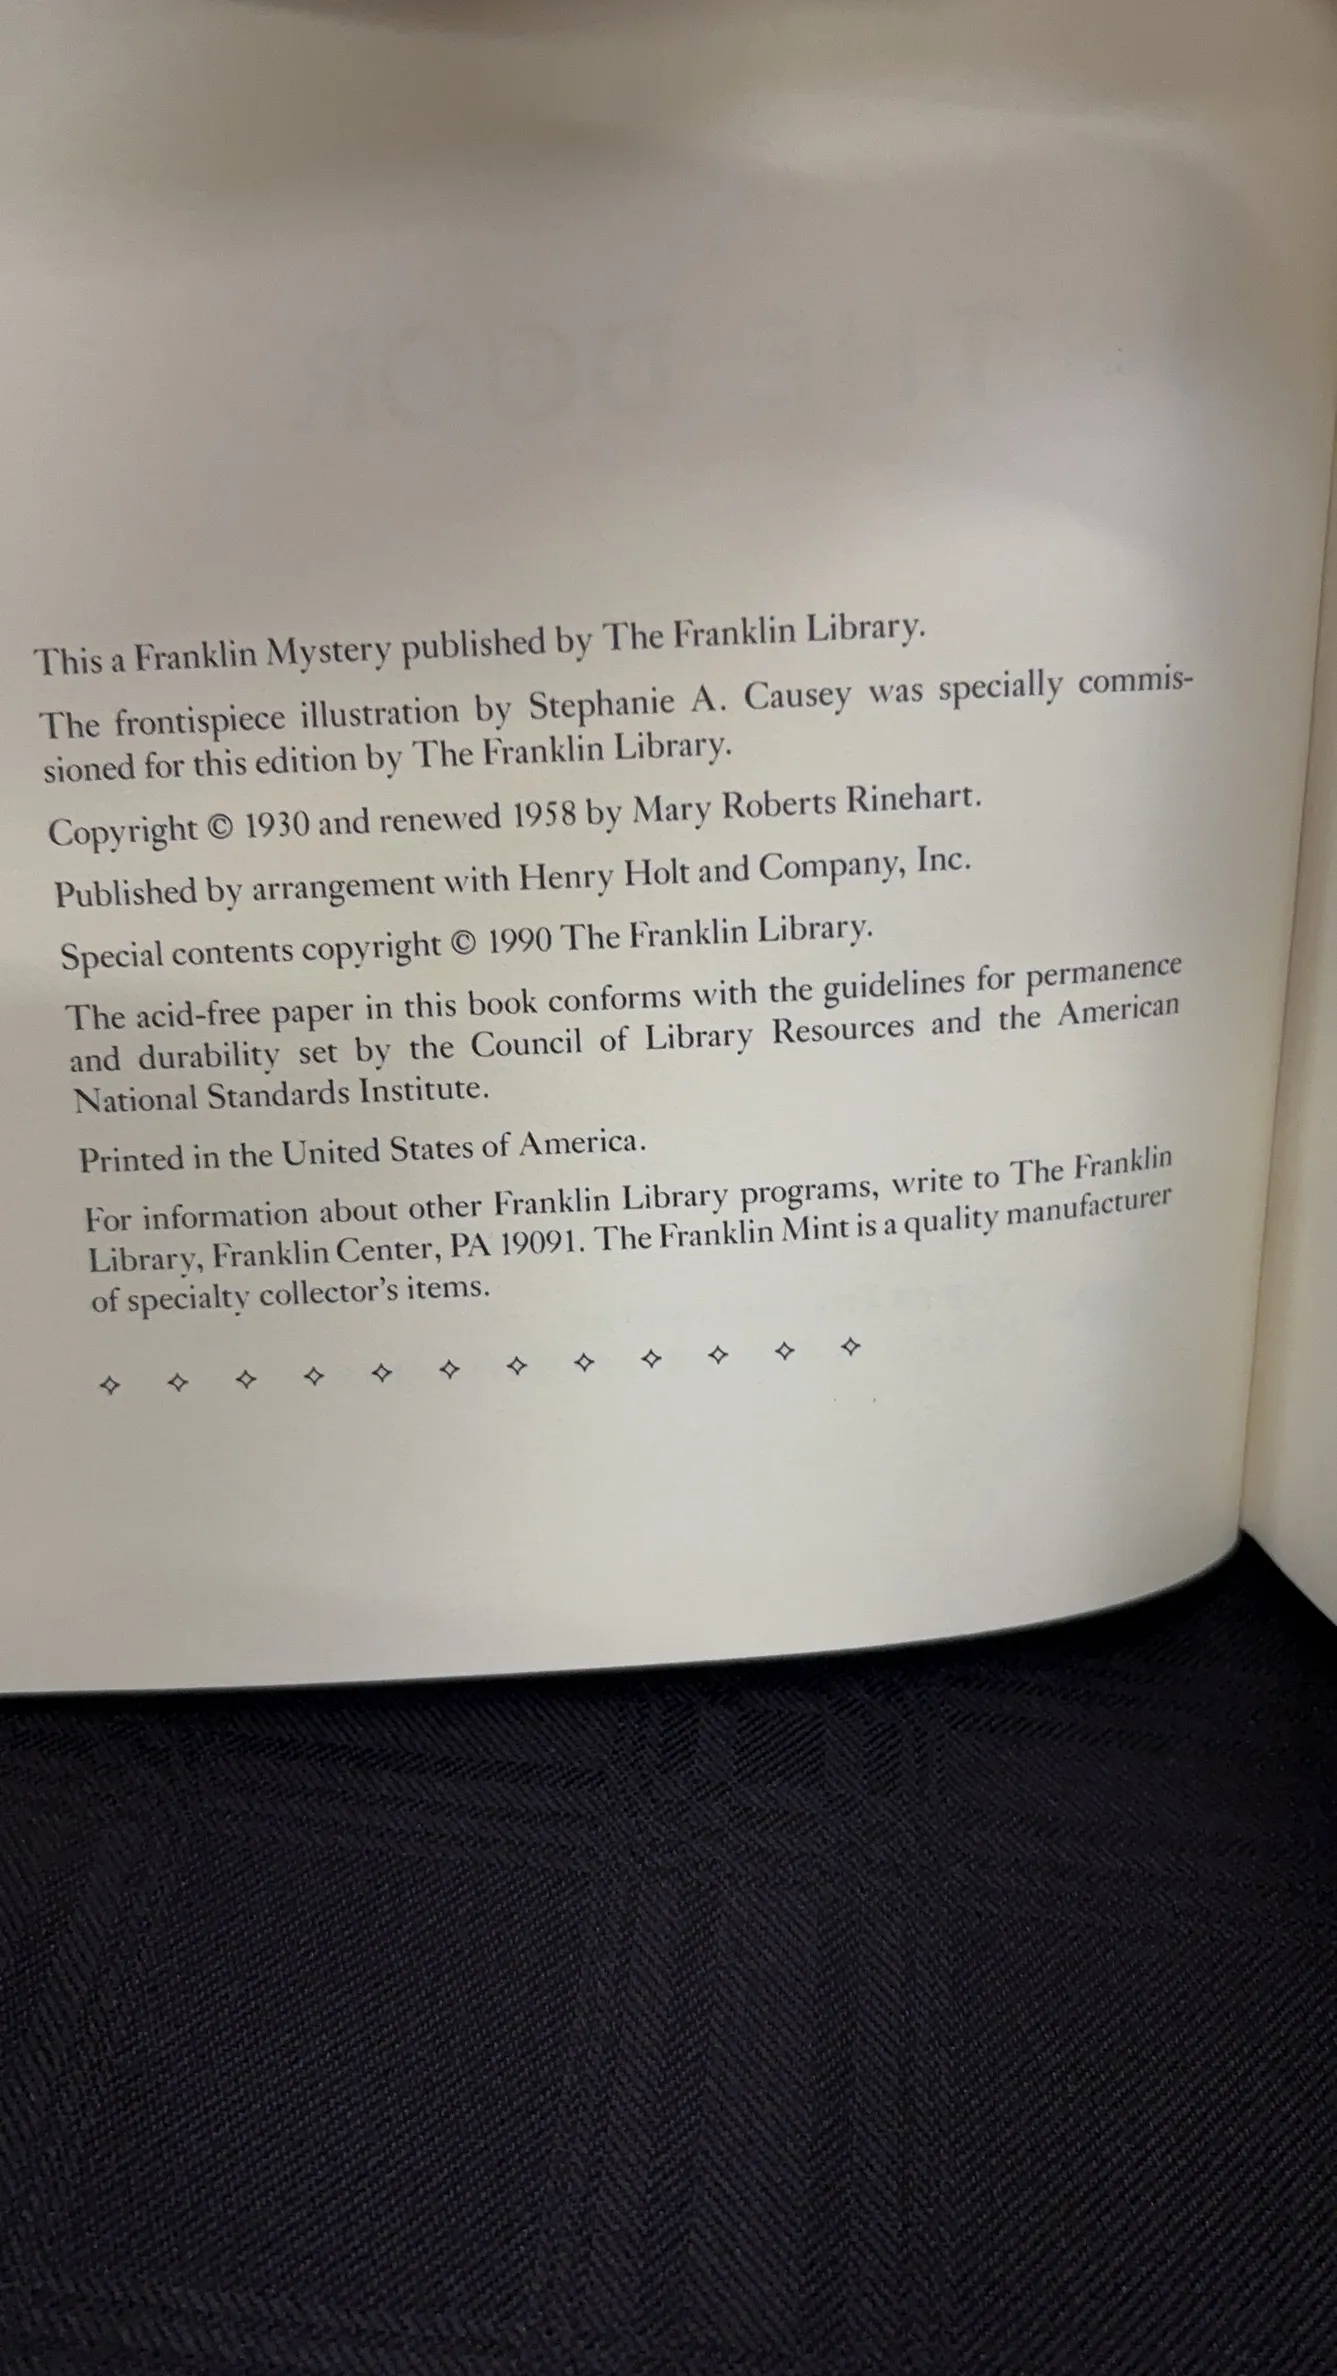 This a Franklin Mystery published by The Franklin Library.
The frontispiece illustration by Stephanie A. Causey was specially commis-
sioned for this edition by The Franklin Library.
Copyright © 1930 and renewed 1958 by Mary Roberts Rinehart.
Published by arrangement with Henry Holt and Company, Inc.
Special contents copyright © 1990 The Franklin Library.
The acid-free paper in this book conforms with the guidelines for permanence
and durability set by the Council of Library Resources and the American
National Standards Institute.
Printed in the United States of America.
For information about other Franklin Library programs, write to The Franklin
Library, Franklin Center, PA 19091. The Franklin Mint is a quality manufacturer
of specialty collector's items.